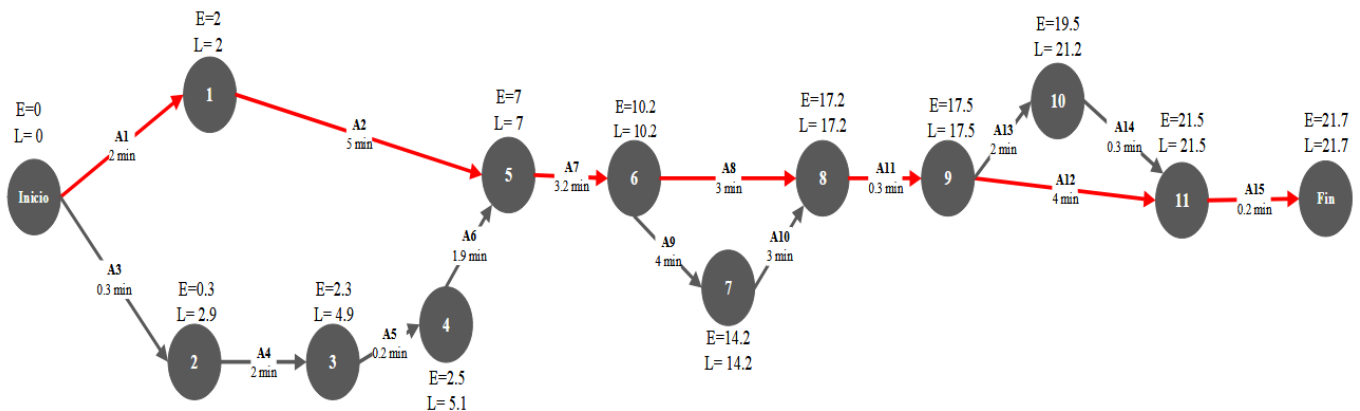 E=0
L= 0
Inicio
A1
2 min
E=2
L= 2
1
A2
5 min
A3
0.3 min
E=0.3
L= 2.9
2
A4
2 min
E=2.3
L= 4.9
3
A5
0.2 min
4
E=2.5
L= 5.1
A6
1.9 min
E=7
L= 7
5
A7
3.2 min
E=10.2
L= 10.2
6
A8
3 min
A9
4 min
7
E=14.2
L= 14.2
A10
3 min
E=17.2
L= 17.2
8
A11
0.3 min
E=17.5
L= 17.5
9
A13
2 min
E=19.5
L= 21.2
10
A14
0.3 min
A12
4 min
E=21.5
L= 21.5
11
A15
0.2 min
E=21.7
L=21.7
Fin